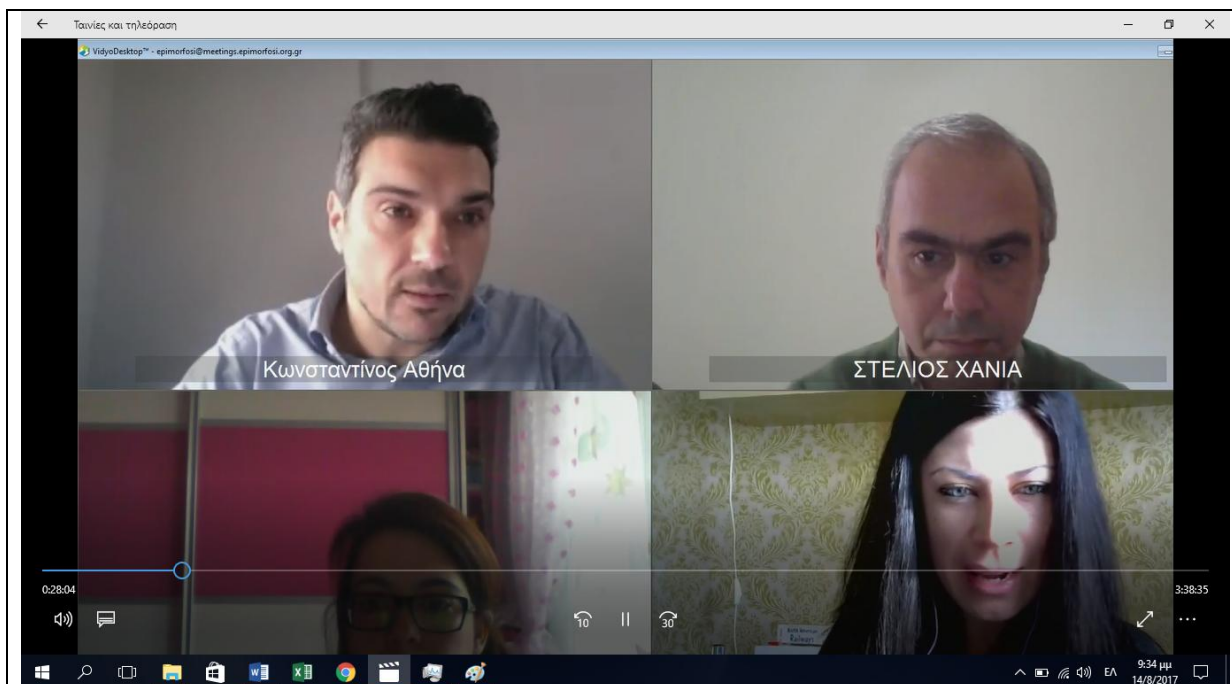 Ταινίες και τηλεόραση
VidyoDesktop™ - epimorfosi@meetings.epimorfosi.org.gr
Κωνσταντίνος Αθήνα
ΣΤΕΛΙΟΣ ΧΑΝΙΑ
0:28:04
3:38:35
10
30
ΕΛ
9:34 μμ
14/8/2017